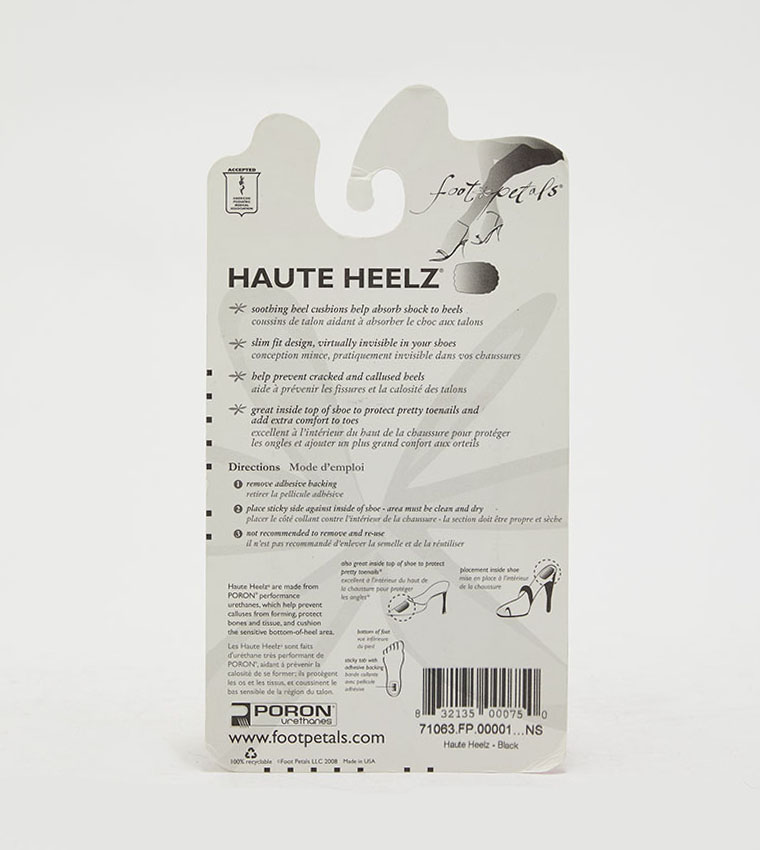 ACCEPTED
AMERICAN
PODIATRIC
MEDICAL
ASSOCIATION
foot petals®
HAUTE HEELZ®
soothing heel cushions help absorb shock to heels
coussins de talon aidant à absorber le choc aux talons
slim fit design, virtually invisible in your shoes
conception mince, pratiquement invisible dans vos chaussures
help prevent cracked and callused heels
aide à prévenir les fissures et la calosité des talons
great inside top of shoe to protect pretty toenails and
add extra comfort to toes
excellent à l'intérieur du haut de la chaussure pour protéger
les ongles et ajouter un plus grand confort aux orteils
Directions Mode d'emploi
1 remove adhesive backing
retirer la pellicule adhésive
2 place sticky side against inside of shoe - area must be clean and dry
placer le côté collant contre l'intérieur de la chaussure - la section doit être propre et sèche
3 not recommended to remove and re-use
il n'est pas recommandé d'enlever la semelle et de la réutiliser
also great inside top of shoe to protect
pretty toenails*
excellent à l'intérieur du haut de
la chaussure pour protéger
les ongles*
placement inside shoe
mise en place à l'intérieur
de la chaussure
Haute Heelz® are made from
PORON® performance
urethanes, which help prevent
calluses from forming, protect
bones and tissue, and cushion
the sensitive bottom-of-heel area.
Les Haute Heelz® sont faits
d'uréthane très performant de
PORON®, aidant à prévenir la
calosité de se former; ils protègent
les os et les tissus, et coussinent le
bas sensible de la région du talon.
bottom of foot
vue inférieure
du pied
sticky tab with
adhesive backing
bande collante
avec pellicule
adhésive
PORON®
urethanes
www.footpetals.com
100% recyclable ©Foot Petals LLC 2008 Made in USA
8 32135 00075 0
71063.FP.00001...NS
Haute Heelz - Black